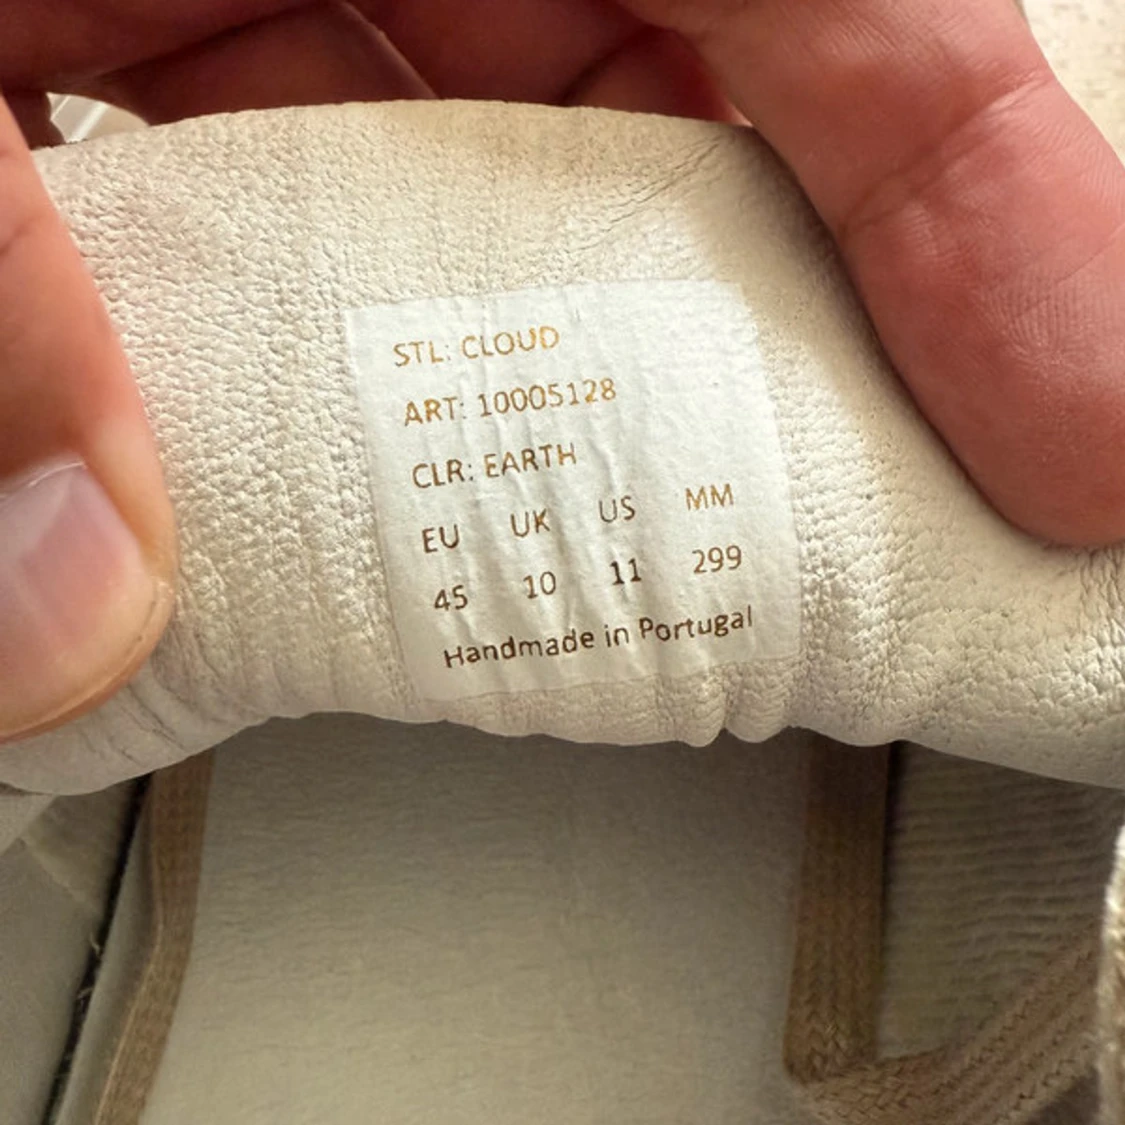 STL: CLOUD
ART: 10005128
CLR: EARTH
EU UK US MM
45 10 11 299
Handmade in Portugal